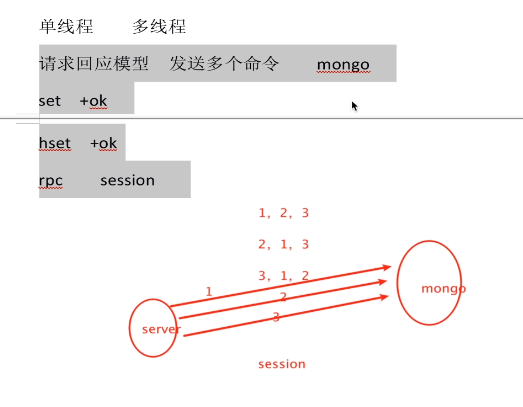 单线程 多线程
请求回应模型 发送多个命令 mongo
set +ok
hset +ok
rpc session
1, 2, 3
2, 1, 3
3, 1, 2
1
2
3
server
mongo
session